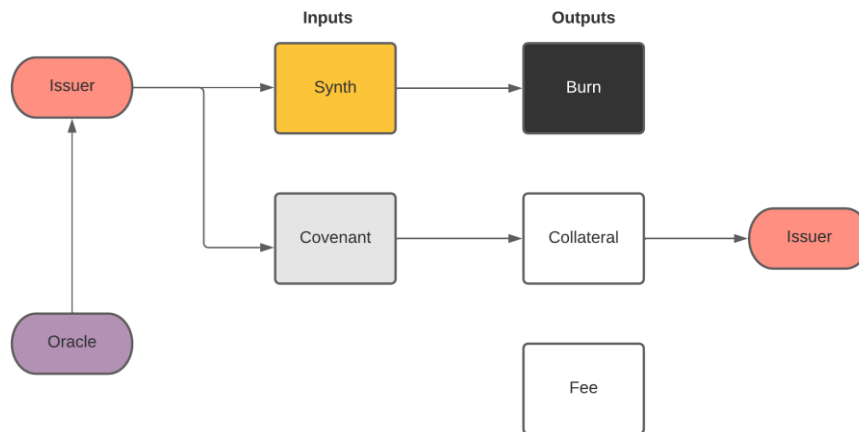 Inputs
Outputs
Issuer
Synth
Burn
Covenant
Collateral
Issuer
Oracle
Fee